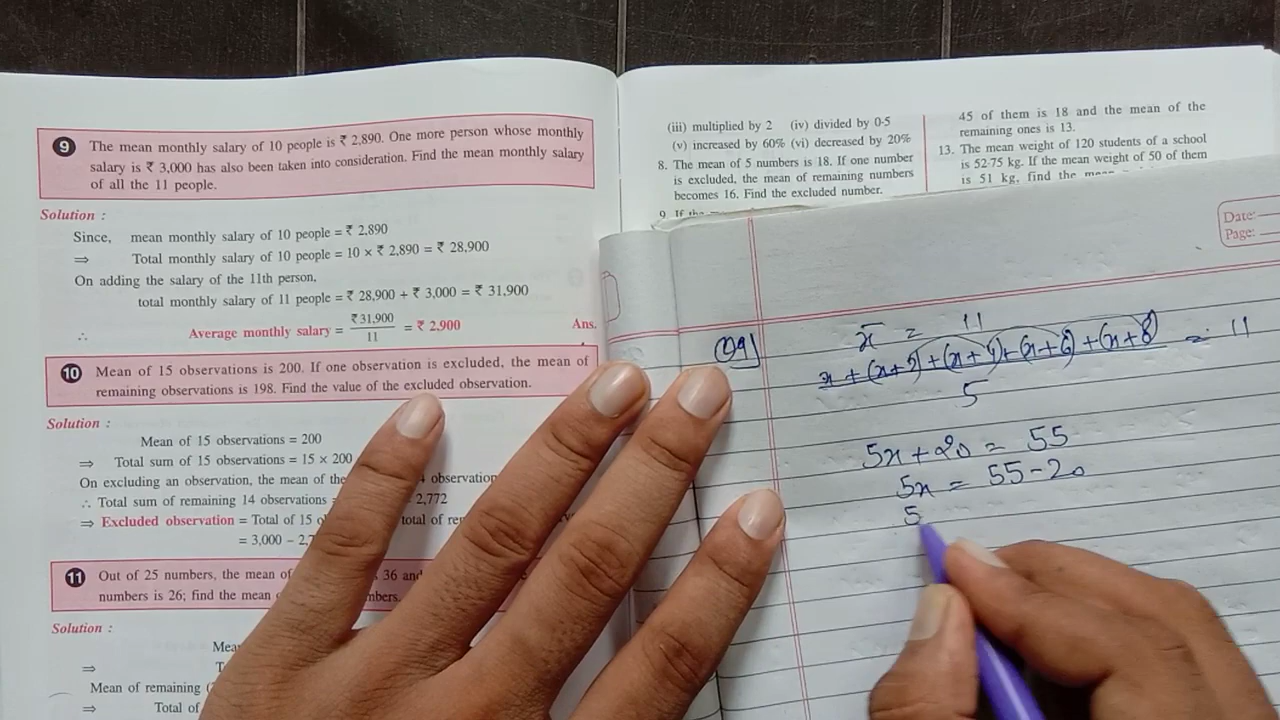 9 The mean monthly salary of 10 people is ₹ 2,890. One more person whose monthly
salary is ₹ 3,000 has also been taken into consideration. Find the mean monthly salary
of all the 11 people.
Solution :
Since, mean monthly salary of 10 people = ₹ 2,890
⇒ Total monthly salary of 10 people = 10 × ₹ 2,890 = ₹ 28,900
On adding the salary of the 11th person,
total monthly salary of 11 people = ₹ 28,900 + ₹ 3,000 = ₹ 31,900
∴ Average monthly salary = ₹31,900 / 11 = ₹ 2,900 Ans.
10 Mean of 15 observations is 200. If one observation is excluded, the mean of
remaining observations is 198. Find the value of the excluded observation.
Solution :
Mean of 15 observations = 200
⇒ Total sum of 15 observations = 15 × 200
On excluding an observation, the mean of the observation
∴ Total sum of remaining 14 observations = 2,772
⇒ Excluded observation = Total of 15 total of
= 3,000 –
11 Out of 25 numbers, the mean of 36 and
numbers is 26; find the mean
Solution :
⇒
Mean of remaining
⇒ Total of
(iii) multiplied by 2 (iv) divided by 0·5
(v) increased by 60% (vi) decreased by 20%
8. The mean of 5 numbers is 18. If one number
is excluded, the mean of remaining numbers
becomes 16. Find the excluded number.
9. If the
45 of them is 18 and the mean of the
remaining ones is 13.
13. The mean weight of 120 students of a school
is 52·75 kg. If the mean weight of 50 of them
is 51 kg, find the
Date:
Page:
Q9] x̄ = 11
x + (x+2) + (x+4) + (x+6) + (x+8) = 11
5
5x + 20 = 55
5x = 55 - 20
5